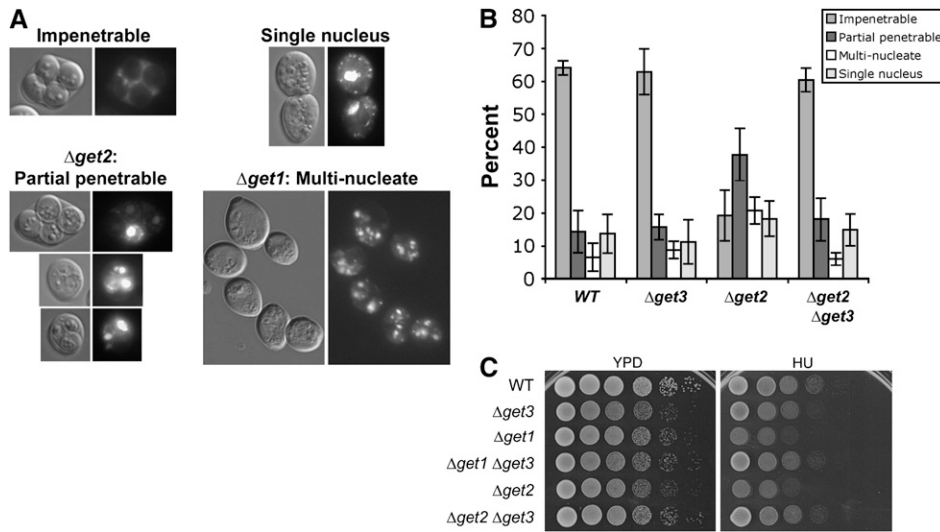 A
Impenetrable
Single nucleus
Δget2:
Partial penetrable
Δget1: Multi-nucleate
B
Impenetrable
Partial penetrable
Multi-nucleate
Single nucleus
Percent
80
70
60
50
40
30
20
10
0
WT
Δget3
Δget2
Δget2
Δget3
C
YPD
HU
WT
Δget3
Δget1
Δget1 Δget3
Δget2
Δget2 Δget3